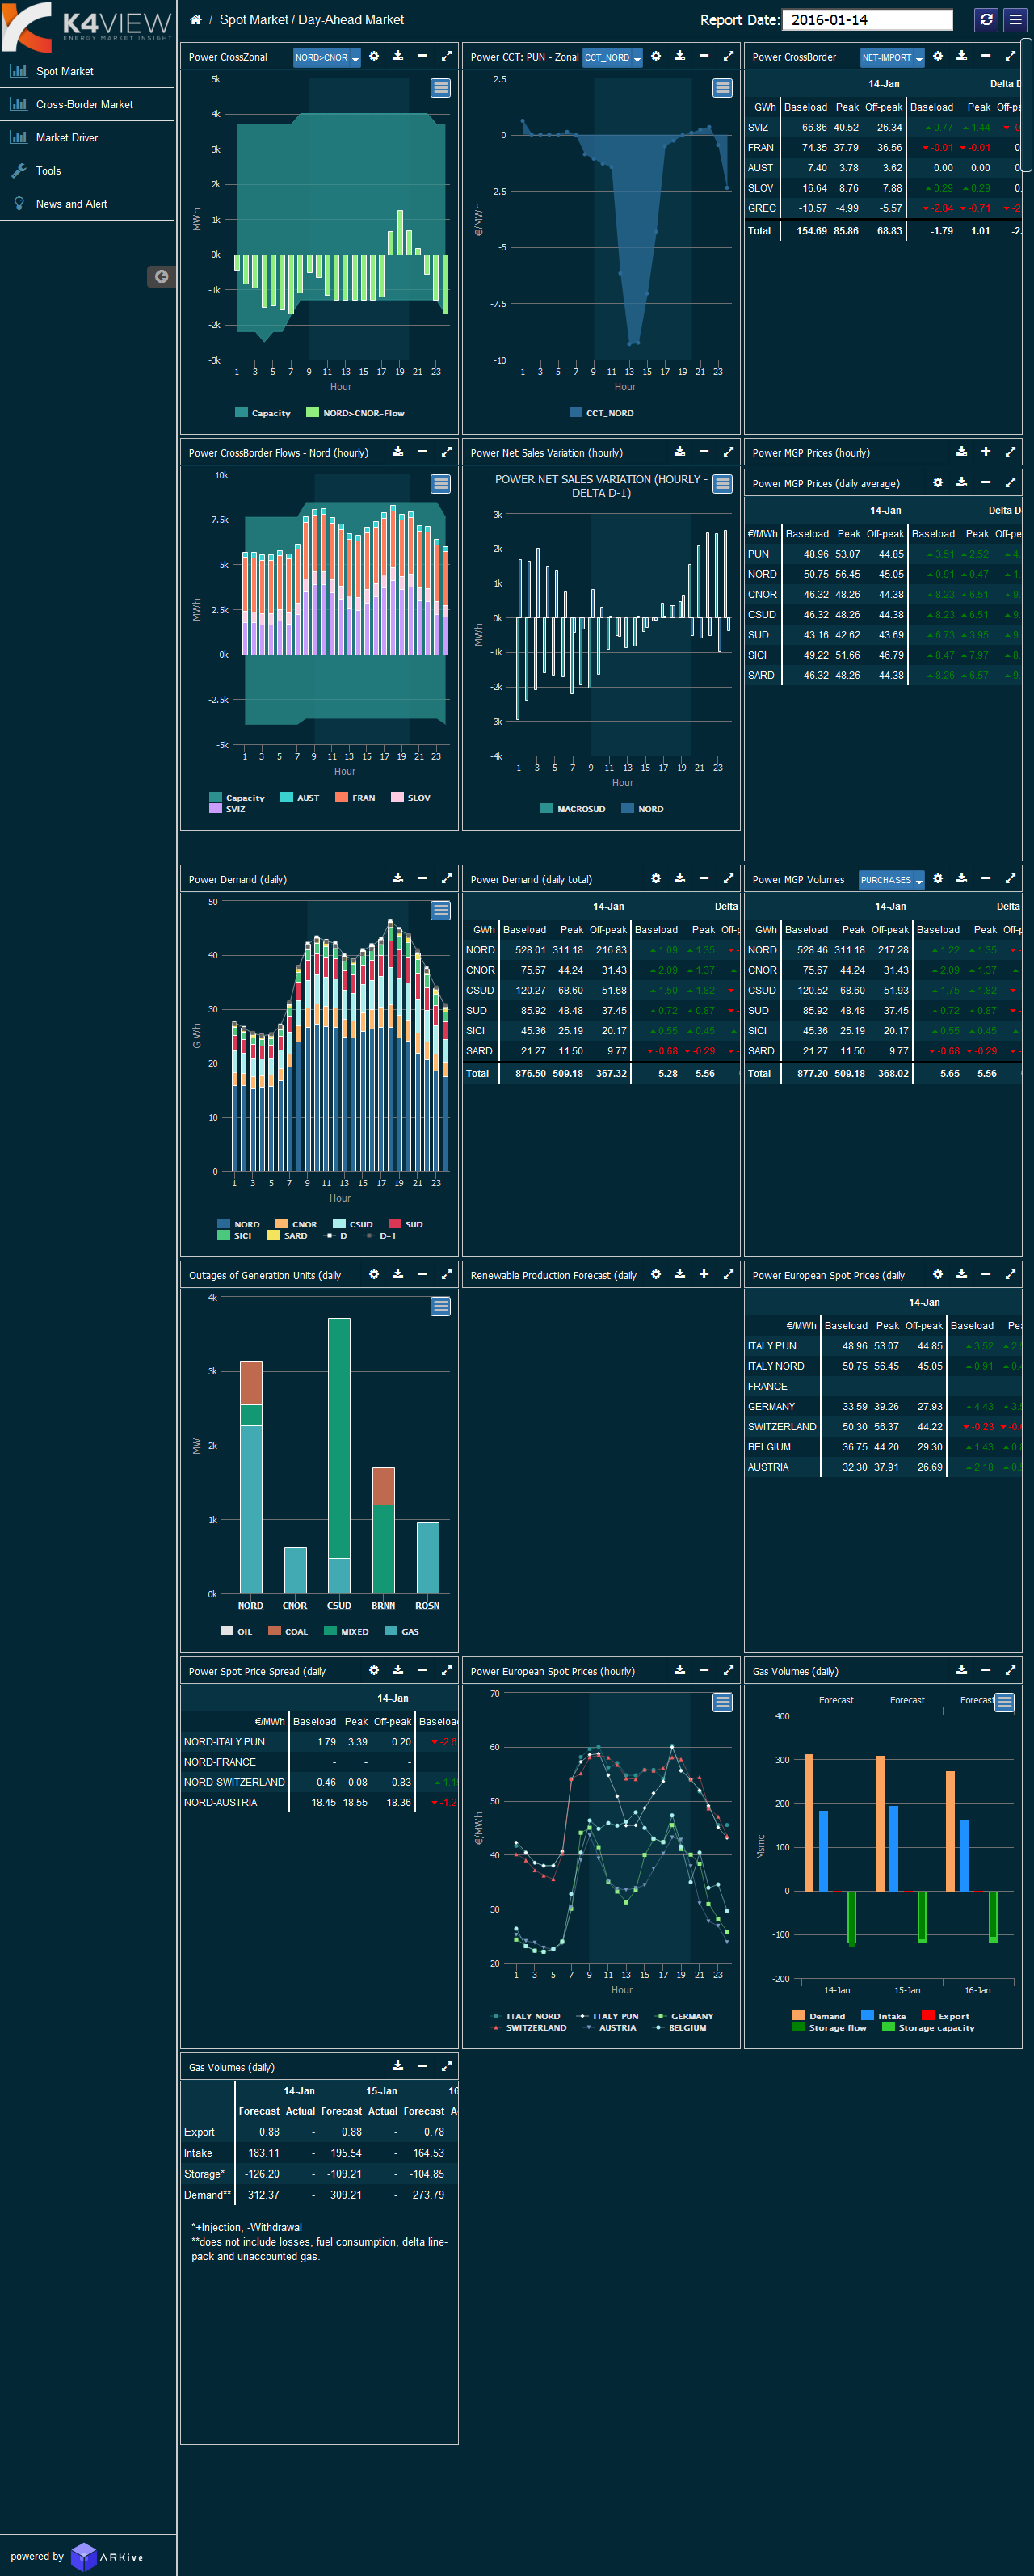 K4VIEW
ENERGY MARKET INSIGHT
/ Spot Market / Day-Ahead Market
Report Date: 2016-01-14
Spot Market
Cross-Border Market
Market Driver
Tools
News and Alert
Power CrossZonal NORD>CNOR
5k
4k
3k
2k
1k
0k
-1k
-2k
-3k
MWh
1 3 5 7 9 11 13 15 17 19 21 23
Hour
Capacity NORD>CNOR-Flow
Power CCT: PUN - Zonal CCT_NORD
2.5
0
-2.5
-5
-7.5
-10
€/MWh
1 3 5 7 9 11 13 15 17 19 21 23
Hour
CCT_NORD
Power CrossBorder NET-IMPORT
14-Jan Delta D
GWh Baseload Peak Off-peak Baseload Peak Off-p
SVIZ 66.86 40.52 26.34 0.77 1.44
FRAN 74.35 37.79 36.56 -0.01 -0.01
AUST 7.40 3.78 3.62 0.00 0.00
SLOV 16.64 8.76 7.88 0.29 0.29
GREC -10.57 -4.99 -5.57 -2.84 -0.71
Total 154.69 85.86 68.83 -1.79 1.01
Power CrossBorder Flows - Nord (hourly)
10k
7.5k
5k
2.5k
0k
-2.5k
-5k
MWh
1 3 5 7 9 11 13 15 17 19 21 23
Hour
Capacity AUST FRAN SLOV
SVIZ
Power Net Sales Variation (hourly)
POWER NET SALES VARIATION (HOURLY -
DELTA D-1)
3k
2k
1k
0k
-1k
-2k
-3k
-4k
MWh
1 3 5 7 9 11 13 15 17 19 21 23
Hour
MACROSUD NORD
Power MGP Prices (hourly)
Power MGP Prices (daily average)
14-Jan Delta D
€/MWh Baseload Peak Off-peak Baseload Peak Off-pe
PUN 48.96 53.07 44.85 3.51 2.52
NORD 50.75 56.45 45.05 0.91 0.47
CNOR 46.32 48.26 44.38 8.23 6.51
CSUD 46.32 48.26 44.38 8.23 6.51
SUD 43.16 42.62 43.69 6.73 3.95
SICI 49.22 51.66 46.79 8.47 7.97
SARD 46.32 48.26 44.38 8.26 6.57
Power Demand (daily)
50
40
30
20
10
0
G Wh
1 3 5 7 9 11 13 15 17 19 21 23
Hour
NORD CNOR CSUD SUD
SICI SARD D D-1
Power Demand (daily total)
14-Jan Delta
GWh Baseload Peak Off-peak Baseload Peak Off-p
NORD 528.01 311.18 216.83 1.09 1.35
CNOR 75.67 44.24 31.43 2.09 1.37
CSUD 120.27 68.60 51.68 1.50 1.82
SUD 85.92 48.48 37.45 0.72 0.87
SICI 45.36 25.19 20.17 0.55 0.45
SARD 21.27 11.50 9.77 -0.68 -0.29
Total 876.50 509.18 367.32 5.28 5.56
Power MGP Volumes PURCHASES
14-Jan Delta
GWh Baseload Peak Off-peak Baseload Peak Off-p
NORD 528.46 311.18 217.28 1.22 1.35
CNOR 75.67 44.24 31.43 2.09 1.37
CSUD 120.52 68.60 51.93 1.75 1.82
SUD 85.92 48.48 37.45 0.72 0.87
SICI 45.36 25.19 20.17 0.55 0.45
SARD 21.27 11.50 9.77 -0.68 -0.29
Total 877.20 509.18 368.02 5.65 5.56
Outages of Generation Units (daily
4k
3k
2k
1k
0k
MW
NORD CNOR CSUD BRNN ROSN
OIL COAL MIXED GAS
Renewable Production Forecast (daily
Power European Spot Prices (daily
14-Jan
€/MWh Baseload Peak Off-peak Baseload Pea
ITALY PUN 48.96 53.07 44.85 3.52
ITALY NORD 50.75 56.45 45.05 0.91
FRANCE - - - -
GERMANY 33.59 39.26 27.93 4.43
SWITZERLAND 50.30 56.37 44.22 -0.23
BELGIUM 36.75 44.20 29.30 1.43
AUSTRIA 32.30 37.91 26.69 2.18
Power Spot Price Spread (daily
14-Jan
€/MWh Baseload Peak Off-peak Baseload
NORD-ITALY PUN 1.79 3.39 0.20
NORD-FRANCE - - -
NORD-SWITZERLAND 0.46 0.08 0.83
NORD-AUSTRIA 18.45 18.55 18.36
Power European Spot Prices (hourly)
70
60
50
40
30
20
€/MWh
1 3 5 7 9 11 13 15 17 19 21 23
Hour
ITALY NORD ITALY PUN GERMANY
SWITZERLAND AUSTRIA BELGIUM
Gas Volumes (daily)
Forecast Forecast Forecast
400
300
200
100
0
-100
-200
Msmc
14-Jan 15-Jan 16-Jan
Demand Intake Export
Storage flow Storage capacity
Gas Volumes (daily)
14-Jan 15-Jan 16
Forecast Actual Forecast Actual Forecast A
Export 0.88 - 0.88 - 0.78
Intake 183.11 - 195.54 - 164.53
Storage* -126.20 - -109.21 - -104.85
Demand** 312.37 - 309.21 - 273.79
*+Injection, -Withdrawal
**does not include losses, fuel consumption, delta line-
pack and unaccounted gas.
powered by ARKive